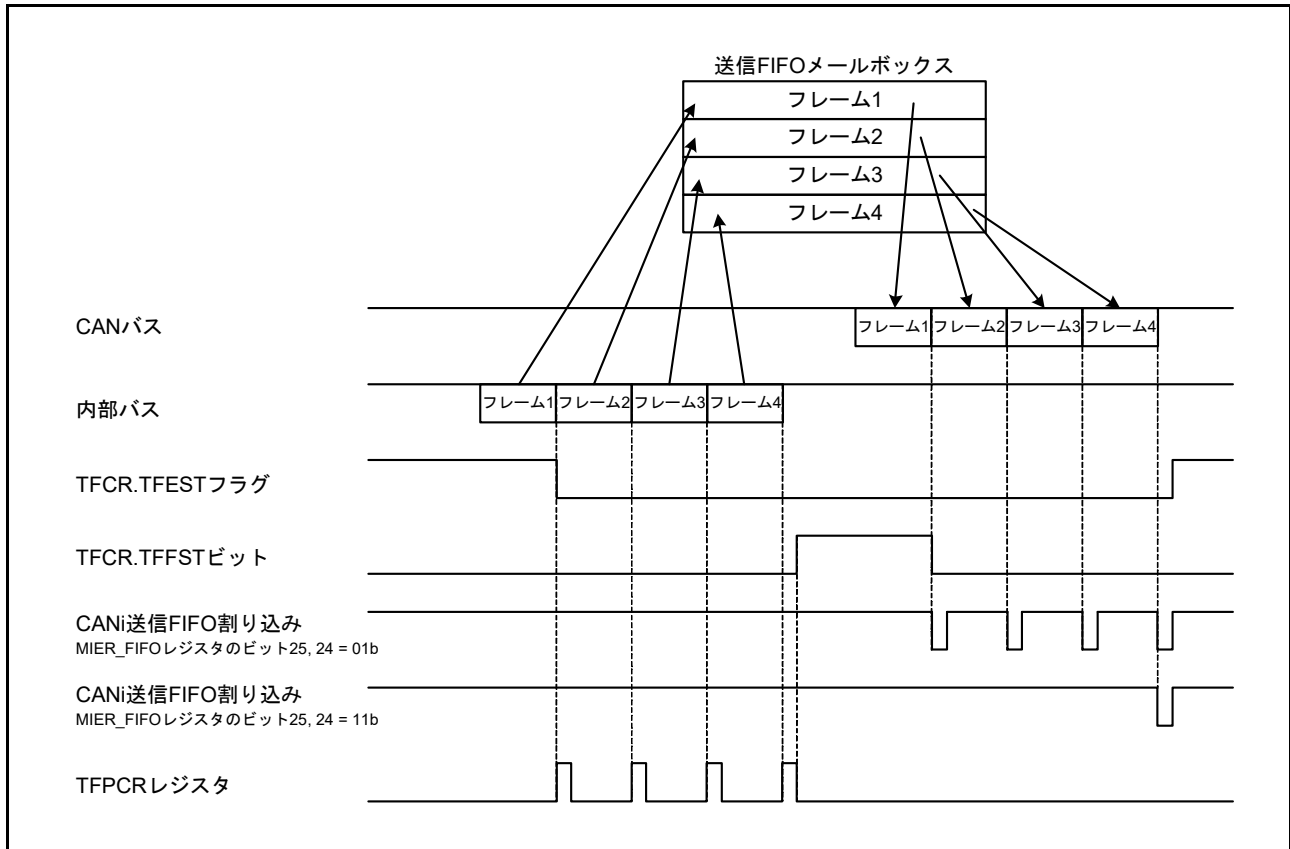 送信FIFOメールボックス
フレーム1
フレーム2
フレーム3
フレーム4
CANバス
フレーム1 フレーム2 フレーム3 フレーム4
内部バス
フレーム1 フレーム2 フレーム3 フレーム4
TFCR.TFESTフラグ
TFCR.TFFSTビット
CANi送信FIFO割り込み
MIER_FIFOレジスタのビット25, 24 = 01b
CANi送信FIFO割り込み
MIER_FIFOレジスタのビット25, 24 = 11b
TFPCRレジスタ